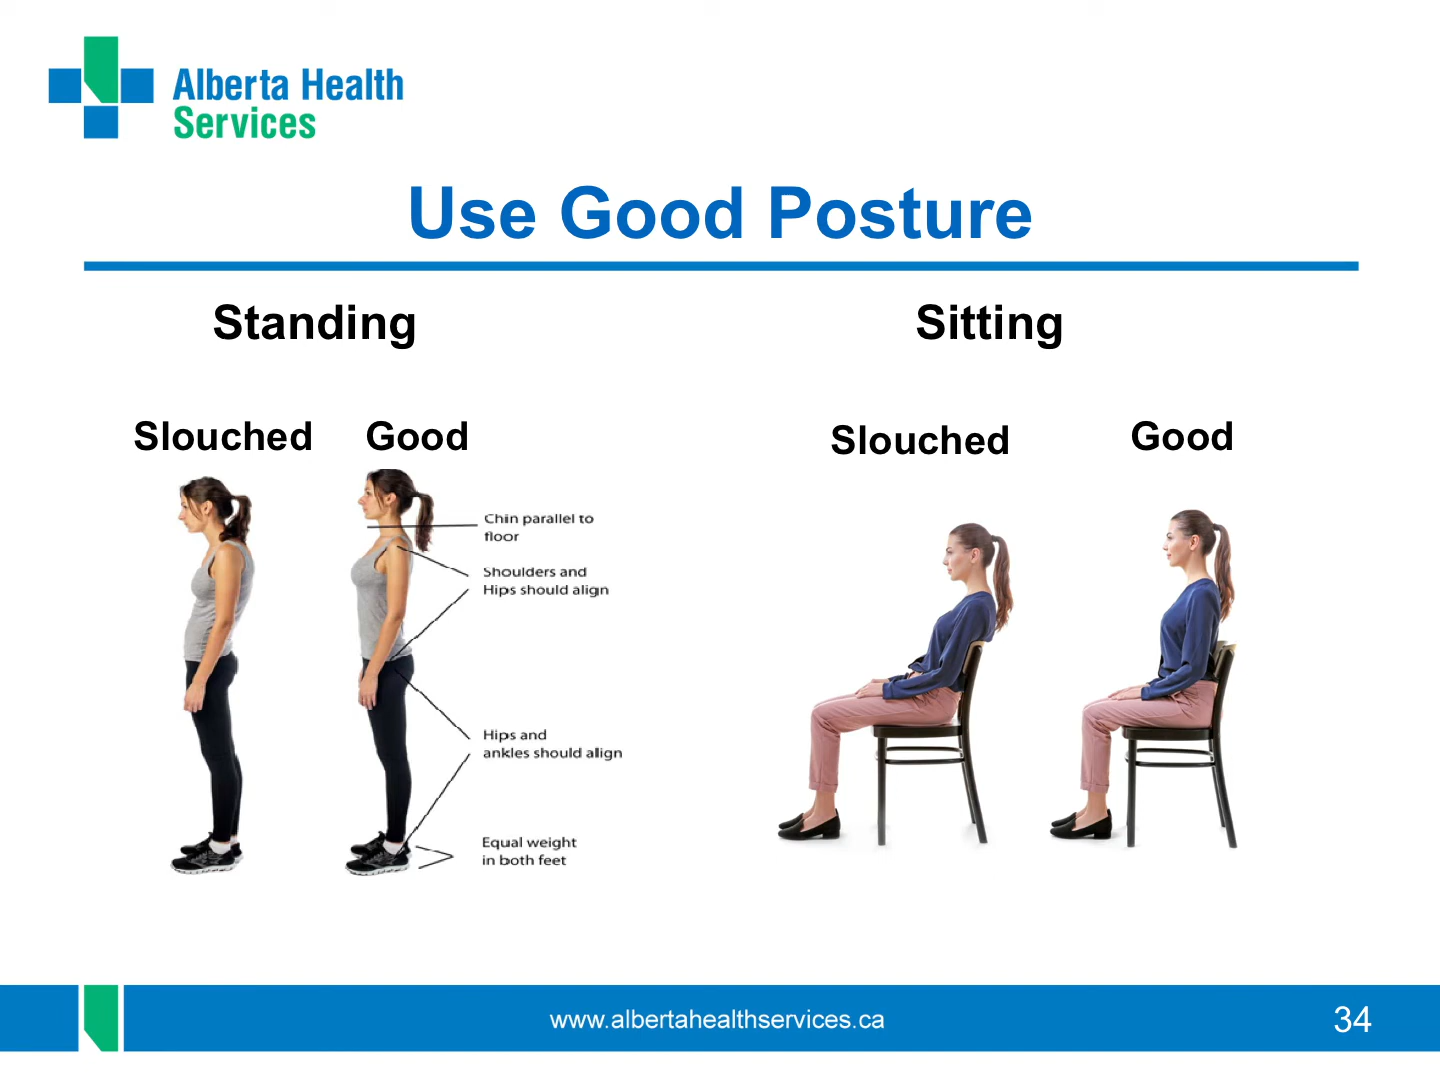 Alberta Health
Services
Use Good Posture
Standing
Sitting
Slouched
Good
Slouched
Good
Chin parallel to
floor
Shoulders and
Hips should align
Hips and
ankles should align
Equal weight
in both feet
www.albertahealthservices.ca
34